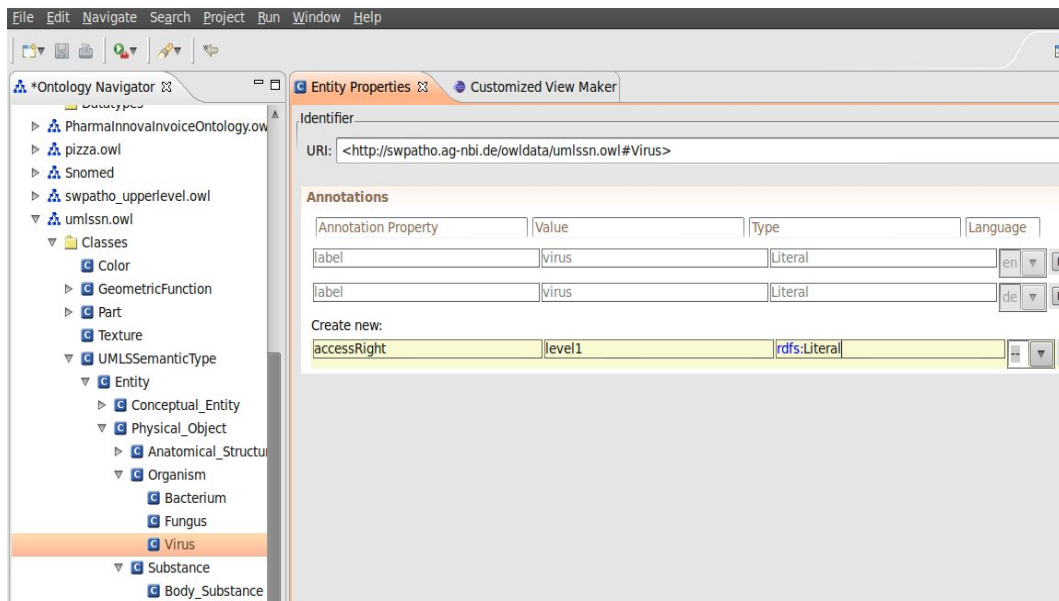 File Edit Navigate Search Project Run Window Help
*Ontology Navigator
Datatypes
PharmaInnovaInvoiceOntology.ow
pizza.owl
Snomed
swpatho_upperlevel.owl
umlssn.owl
Classes
Color
GeometricFunction
Part
Texture
UMLSSemanticType
Entity
Conceptual_Entity
Physical_Object
Anatomical_Structu
Organism
Bacterium
Fungus
Virus
Substance
Body_Substance
Entity Properties Customized View Maker
Identifier
URI: <http://swpatho.ag-nbi.de/owldata/umlssn.owl#Virus>
Annotations
Annotation Property Value Type Language
label virus Literal en
label virus Literal de
Create new:
accessRight level1 rdfs:Literal --